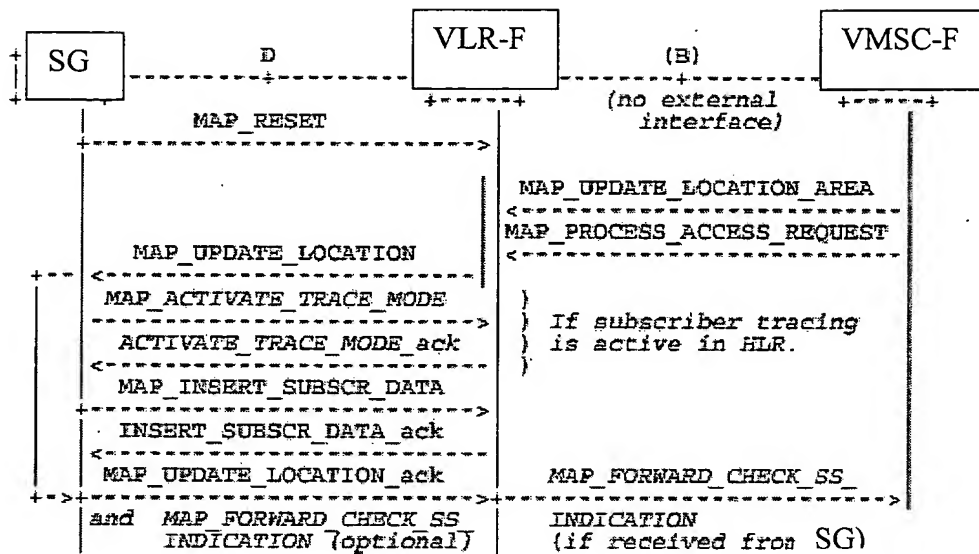 SG D VLR-F (B) VMSC-F
(no external
interface)
MAP_RESET
MAP_UPDATE_LOCATION_AREA
MAP_PROCESS_ACCESS_REQUEST
MAP_UPDATE_LOCATION
MAP_ACTIVATE_TRACE_MODE )
) If subscriber tracing
ACTIVATE_TRACE_MODE_ack ) is active in HLR.
)
MAP_INSERT_SUBSCR_DATA
INSERT_SUBSCR_DATA_ack
MAP_UPDATE_LOCATION_ack MAP_FORWARD_CHECK_SS_
and MAP_FORWARD_CHECK_SS_ INDICATION
INDICATION (optional) (if received from SG)